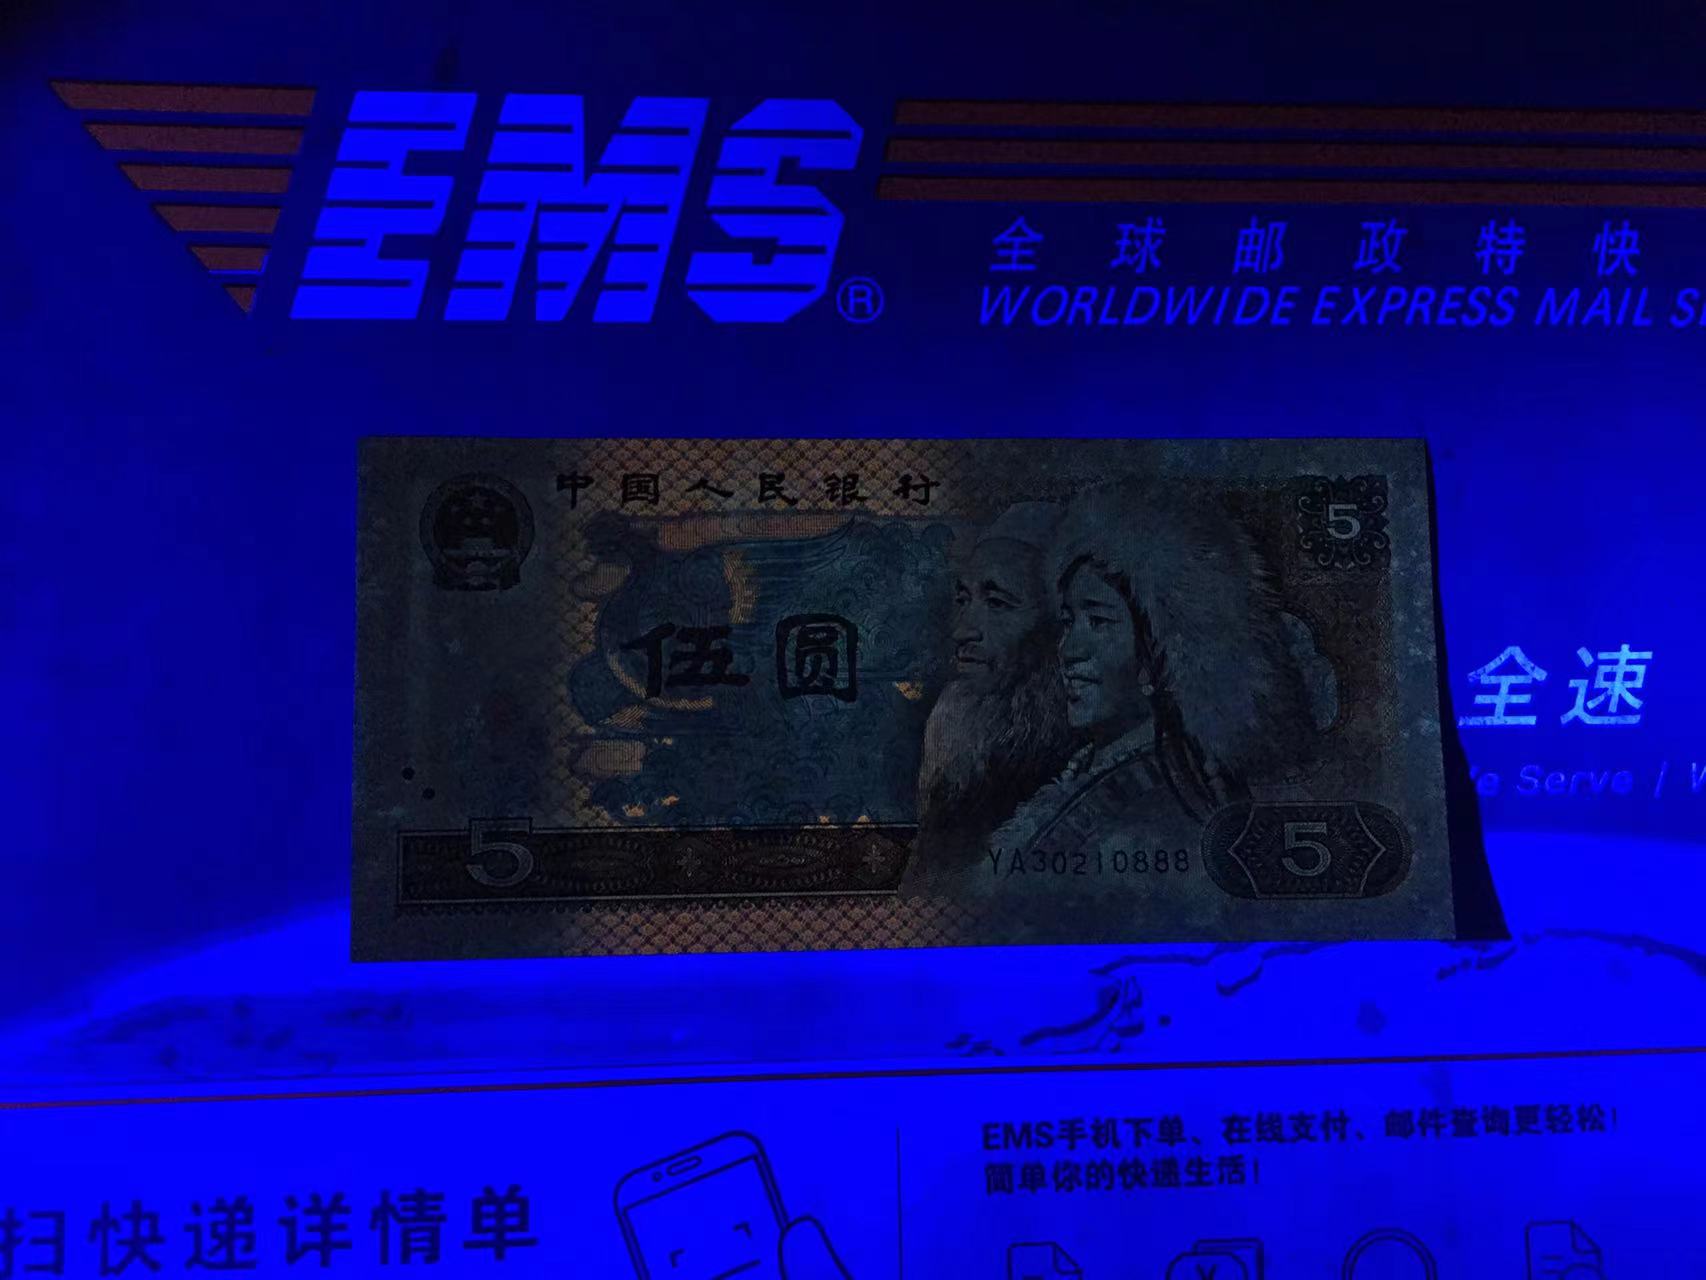 EMS®
全球邮政特快
WORLDWIDE EXPRESS MAIL
中国人民银行
5
伍圆
全速
Serve /
5
YA30210888
5
EMS手机下单、在线支付、邮件查询更轻松!
简单你的快递生活!
扫快递详情单